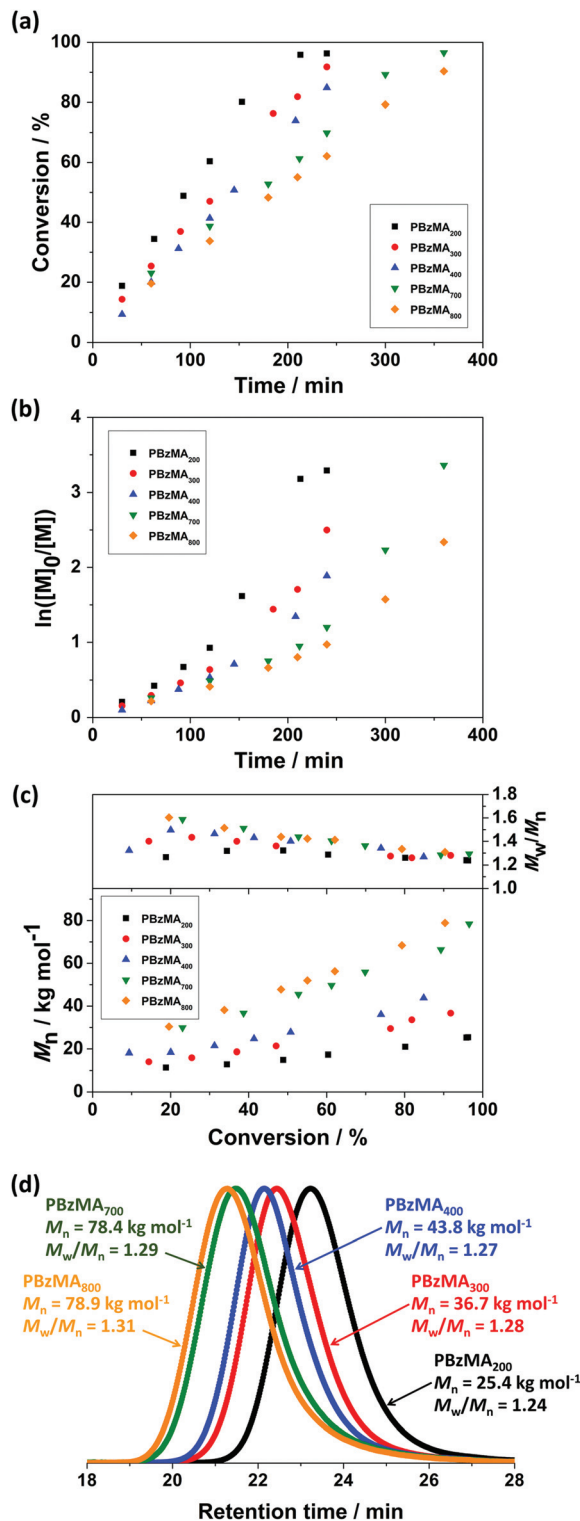 (a)
100
80
60
40
20
0
Conversion / %
PBzMA200
PBzMA300
PBzMA400
PBzMA700
PBzMA800
0 100 200 300 400
Time / min
(b)
4
3
2
1
0
ln([M]0/[M])
PBzMA200
PBzMA300
PBzMA400
PBzMA700
PBzMA800
0 100 200 300 400
Time / min
(c)
1.8
1.6
1.4
1.2
1.0
Mw/Mn
80
60
40
20
0
Mn / kg mol-1
PBzMA200
PBzMA300
PBzMA400
PBzMA700
PBzMA800
0 20 40 60 80 100
Conversion / %
(d)
PBzMA700
Mn = 78.4 kg mol-1
Mw/Mn = 1.29
PBzMA800
Mn = 78.9 kg mol-1
Mw/Mn = 1.31
PBzMA400
Mn = 43.8 kg mol-1
Mw/Mn = 1.27
PBzMA300
Mn = 36.7 kg mol-1
Mw/Mn = 1.28
PBzMA200
Mn = 25.4 kg mol-1
Mw/Mn = 1.24
18 20 22 24 26 28
Retention time / min